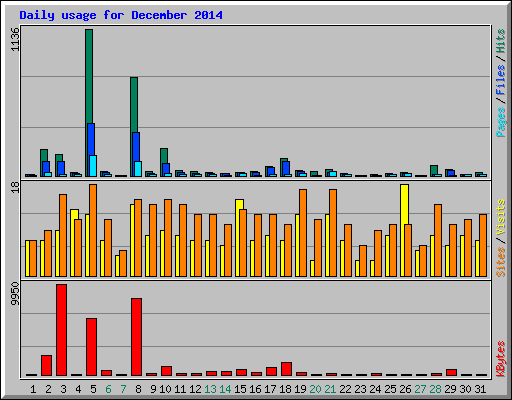 Daily usage for December 2014
1136
18
9950
Pages/Files/Hits
Sites/Visits
KBytes
1 2 3 4 5 6 7 8 9 10 11 12 13 14 15 16 17 18 19 20 21 22 23 24 25 26 27 28 29 30 31